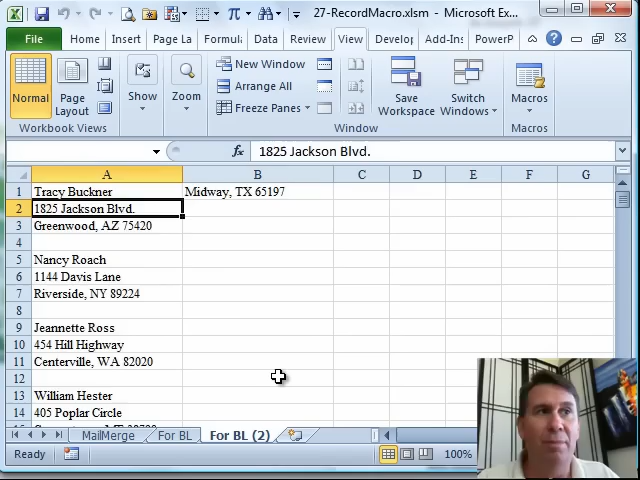 27-RecordMacro.xlsm - Microsoft Ex...
File Home Insert Page La Formula Data Review View Develop Add-Ins PowerP
Normal Page Layout Show Zoom New Window Arrange All Freeze Panes Save Workspace Switch Windows Macros Macros
Workbook Views Window
fx 1825 Jackson Blvd.
A B C D E F G
1 Tracy Buckner Midway, TX 65197
2 1825 Jackson Blvd.
3 Greenwood, AZ 75420
4
5 Nancy Roach
6 1144 Davis Lane
7 Riverside, NY 89224
8
9 Jeannette Ross
10 454 Hill Highway
11 Centerville, WA 82020
12
13 William Hester
14 405 Poplar Circle
MailMerge For BL For BL (2)
Ready 100%